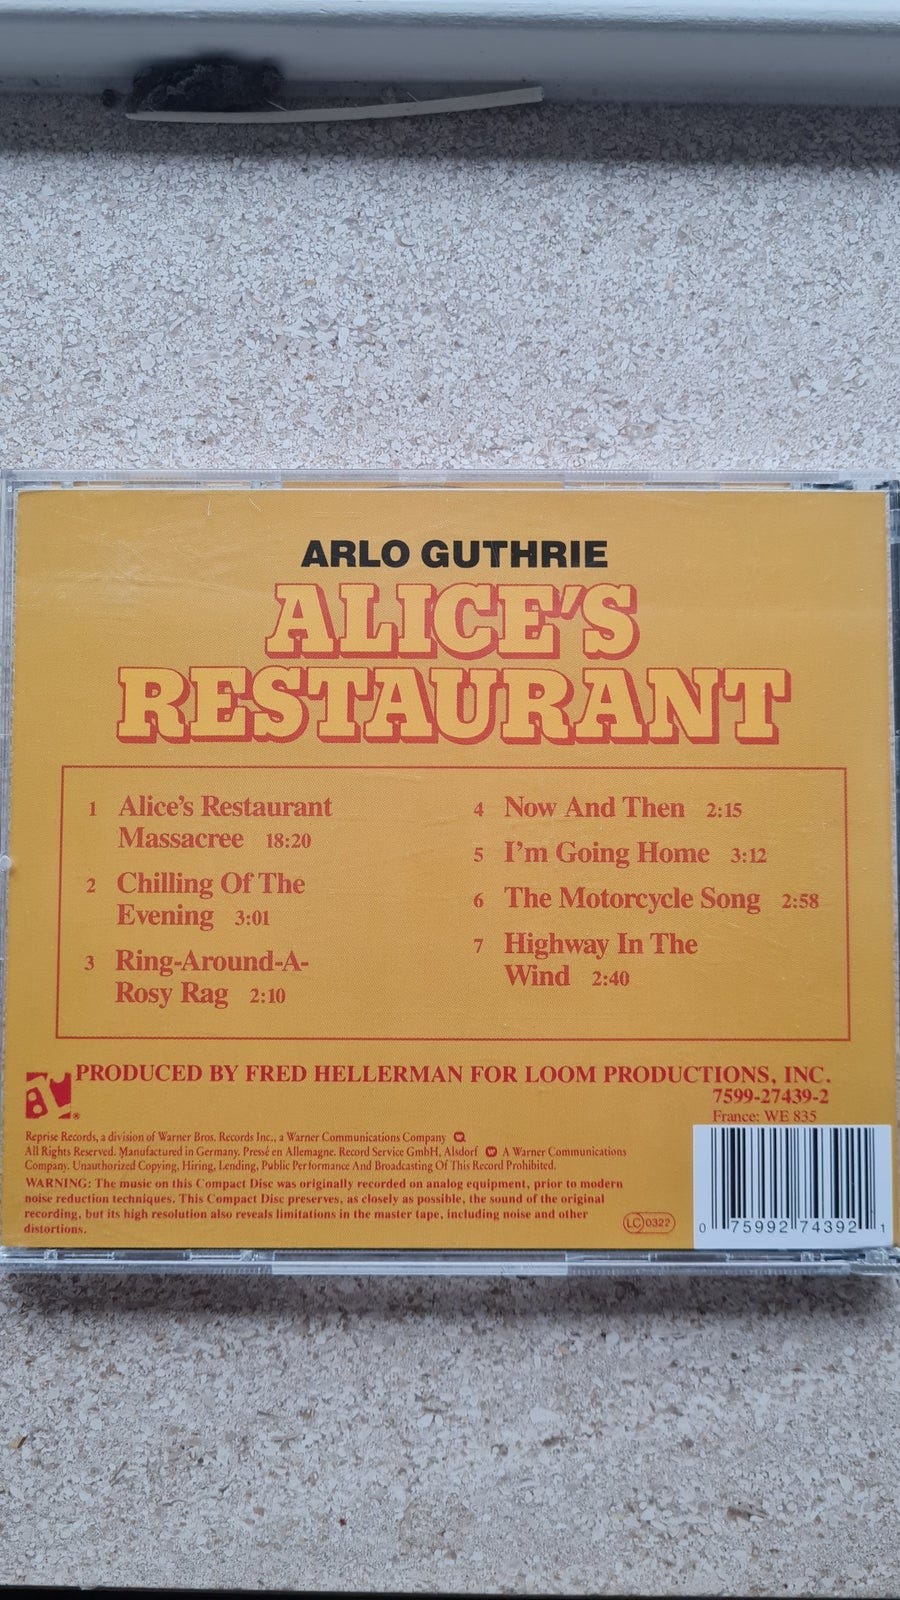 ARLO GUTHRIE
ALICE'S
RESTAURANT
1 Alice's Restaurant
Massacree 18:20
2 Chilling Of The
Evening 3:01
3 Ring-Around-A-
Rosy Rag 2:10
4 Now And Then 2:15
5 I'm Going Home 3:12
6 The Motorcycle Song 2:58
7 Highway In The
Wind 2:40
PRODUCED BY FRED HELLERMAN FOR LOOM PRODUCTIONS, INC.
7599-27439-2
France: WE 835
Reprise Records, a division of Warner Bros. Records Inc., a Warner Communications Company
All Rights Reserved. Manufactured in Germany. Pressé en Allemagne. Record Service GmbH, Alsdorf A Warner Communications
Company. Unauthorized Copying, Hiring, Lending, Public Performance And Broadcasting Of This Record Prohibited.
WARNING: The music on this Compact Disc was originally recorded on analog equipment, prior to modern
noise reduction techniques. This Compact Disc preserves, as closely as possible, the sound of the original
recording, but its high resolution also reveals limitations in the master tape, including noise and other
distortions.
LC 0322
0 75992 74392 1